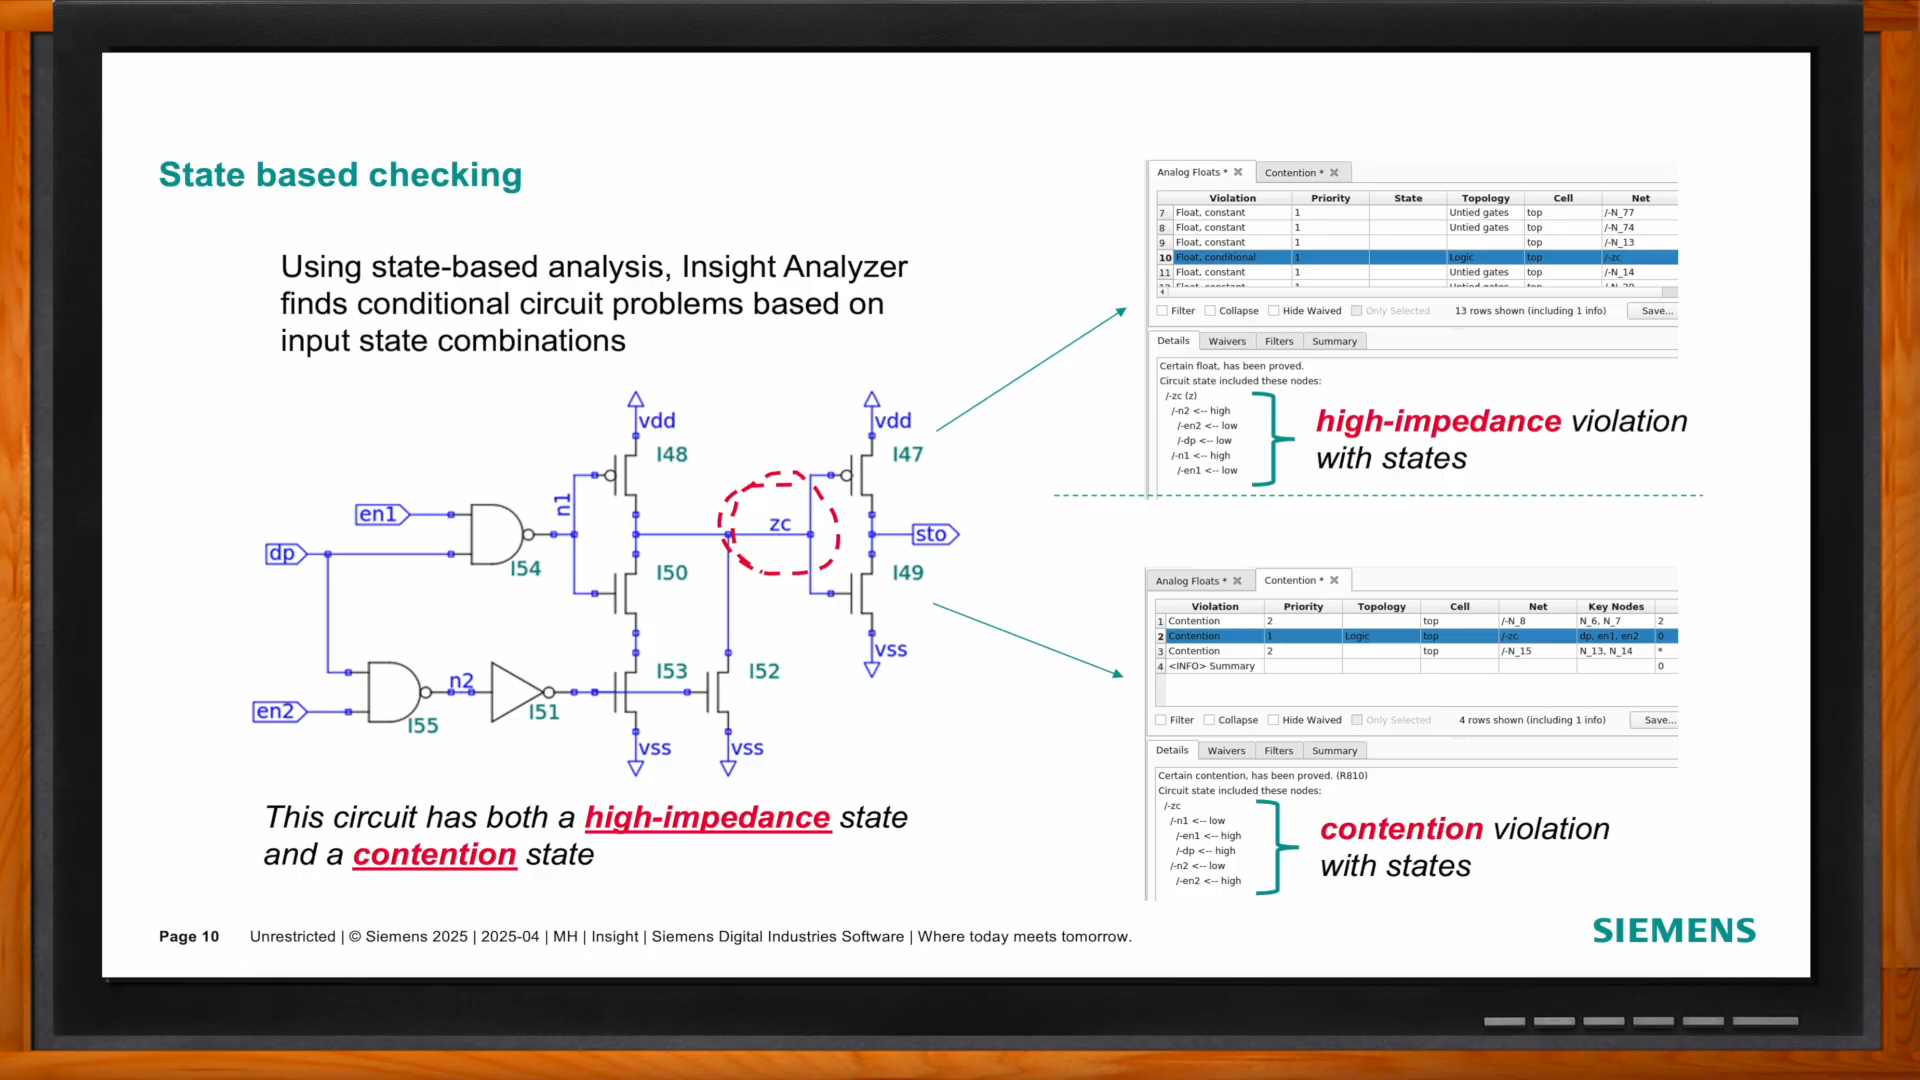 State based checking
Using state-based analysis, Insight Analyzer
finds conditional circuit problems based on
input state combinations
vdd
vdd
I48
I47
n1
en1
zc
sto
dp
I54
I50
I49
vss
n2
I53
I52
en2
I51
I55
vss
vss
This circuit has both a high-impedance state
and a contention state
Analog Floats * Contention *
Violation Priority State Topology Cell Net
7 Float, constant 1 Untied gates top /-N_77
8 Float, constant 1 Untied gates top /-N_74
9 Float, constant 1 top /-N_13
10 Float, conditional 1 Logic top /-zc
11 Float, constant 1 Untied gates top /-N_14
Filter Collapse Hide Waived Only Selected 13 rows shown (including 1 info) Save...
Details Waivers Filters Summary
Certain float, has been proved.
Circuit state included these nodes:
/-zc (z)
/-n2 <-- high
/-en2 <-- low
/-dp <-- low
/-n1 <-- high
/-en1 <-- low
high-impedance violation
with states
Analog Floats * Contention *
Violation Priority Topology Cell Net Key Nodes
1 Contention 2 top /-N_8 N_6, N_7 2
2 Contention 1 Logic top /-zc dp, en1, en2 0
3 Contention 2 top /-N_15 N_13, N_14 *
4 <INFO> Summary 0
Filter Collapse Hide Waived Only Selected 4 rows shown (including 1 info) Save...
Details Waivers Filters Summary
Certain contention, has been proved. (R810)
Circuit state included these nodes:
/-zc
/-n1 <-- low
/-en1 <-- high
/-dp <-- high
/-n2 <-- low
/-en2 <-- high
contention violation
with states
Page 10 Unrestricted | © Siemens 2025 | 2025-04 | MH | Insight | Siemens Digital Industries Software | Where today meets tomorrow.
SIEMENS